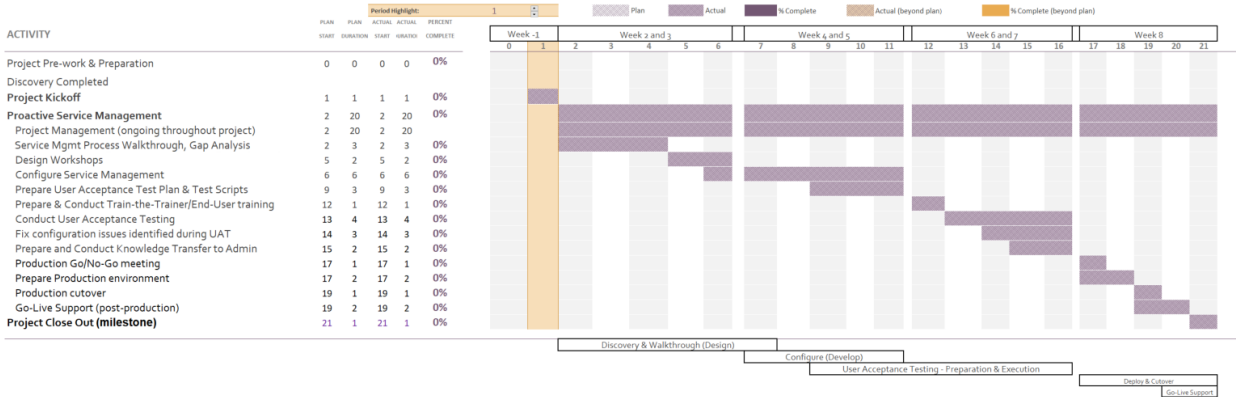 Period Highlight: 1
Plan Actual % Complete Actual (beyond plan) % Complete (beyond plan)
PLAN PLAN ACTUAL ACTUAL PERCENT
ACTIVITY START DURATION START COMPLETE Week -1 Week 2 and 3 Week 4 and 5 Week 6 and 7 Week 8
0 1 2 3 4 5 6 7 8 9 10 11 12 13 14 15 16 17 18 19 20 21
Project Pre-work & Preparation 0 0 0 0 0%
Discovery Completed
Project Kickoff 1 1 1 1 0%
Proactive Service Management 2 20 2 20 0%
Project Management (ongoing throughout project) 2 20 2 20
Service Mgmt Process Walkthrough, Gap Analysis 2 3 2 3 0%
Design Workshops 5 2 5 2 0%
Configure Service Management 6 6 6 6 0%
Prepare User Acceptance Test Plan & Test Scripts 9 3 9 3 0%
Prepare & Conduct Train-the-Trainer/End-User training 12 1 12 1 0%
Conduct User Acceptance Testing 13 4 13 4 0%
Fix configuration issues identified during UAT 14 3 14 3 0%
Prepare and Conduct Knowledge Transfer to Admin 15 2 15 2 0%
Production Go/No-Go meeting 17 1 17 1 0%
Prepare Production environment 17 2 17 2 0%
Production cutover 19 1 19 1 0%
Go-Live Support (post-production) 19 2 19 2 0%
Project Close Out (milestone) 21 1 21 1 0%
Discovery & Walkthrough (Design)
Configure (Develop)
User Acceptance Testing - Preparation & Execution
Deploy & Cutover
Go-Live Support